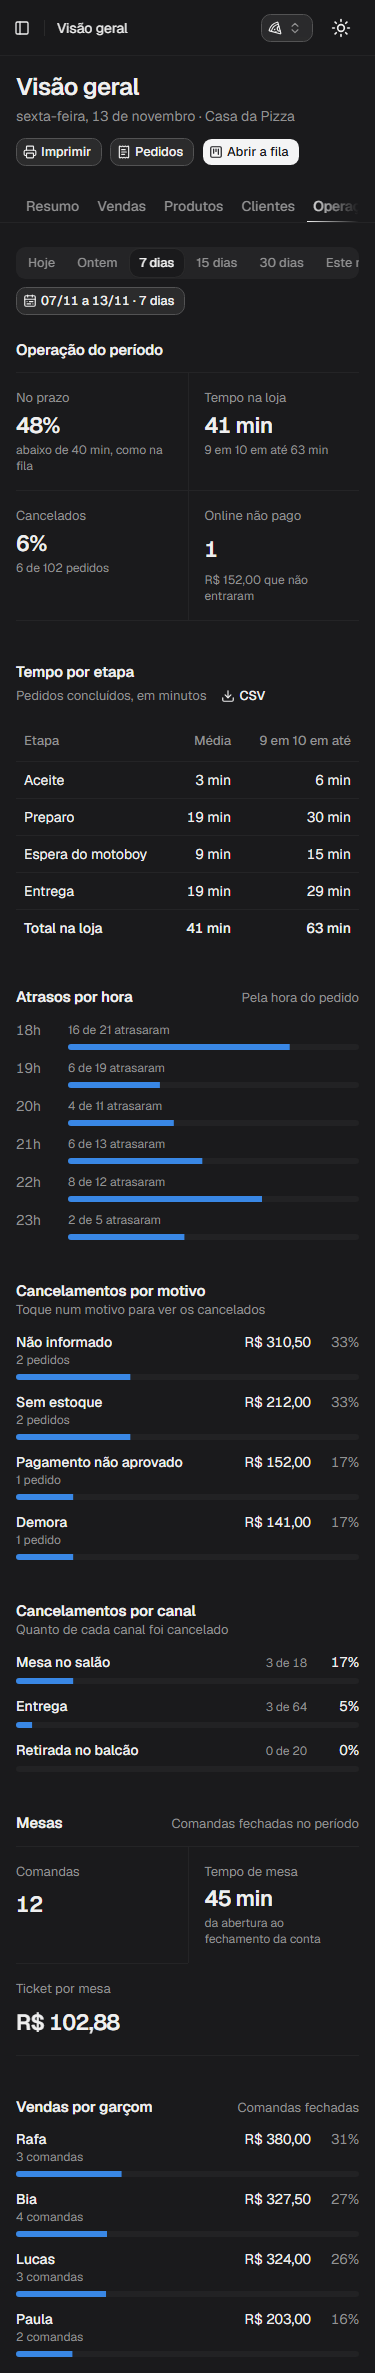 Visão geral
Visão geral
sexta-feira, 13 de novembro · Casa da Pizza
Imprimir Pedidos Abrir a fila
Resumo Vendas Produtos Clientes Opera
Hoje Ontem 7 dias 15 dias 30 dias Este
07/11 a 13/11 · 7 dias
Operação do período
No prazo
48%
abaixo de 40 min, como na
fila
Tempo na loja
41 min
9 em 10 em até 63 min
Cancelados
6%
6 de 102 pedidos
Online não pago
1
R$ 152,00 que não
entraram
Tempo por etapa
Pedidos concluídos, em minutos CSV
Etapa Média 9 em 10 em até
Aceite 3 min 6 min
Preparo 19 min 30 min
Espera do motoboy 9 min 15 min
Entrega 19 min 29 min
Total na loja 41 min 63 min
Atrasos por hora Pela hora do pedido
18h 16 de 21 atrasaram
19h 6 de 19 atrasaram
20h 4 de 11 atrasaram
21h 6 de 13 atrasaram
22h 8 de 12 atrasaram
23h 2 de 5 atrasaram
Cancelamentos por motivo
Toque num motivo para ver os cancelados
Não informado R$ 310,50 33%
2 pedidos
Sem estoque R$ 212,00 33%
2 pedidos
Pagamento não aprovado R$ 152,00 17%
1 pedido
Demora R$ 141,00 17%
1 pedido
Cancelamentos por canal
Quanto de cada canal foi cancelado
Mesa no salão 3 de 18 17%
Entrega 3 de 64 5%
Retirada no balcão 0 de 20 0%
Mesas Comandas fechadas no período
Comandas
12
Tempo de mesa
45 min
da abertura ao
fechamento da conta
Ticket por mesa
R$ 102,88
Vendas por garçom Comandas fechadas
Rafa R$ 380,00 31%
3 comandas
Bia R$ 327,50 27%
4 comandas
Lucas R$ 324,00 26%
3 comandas
Paula R$ 203,00 16%
2 comandas